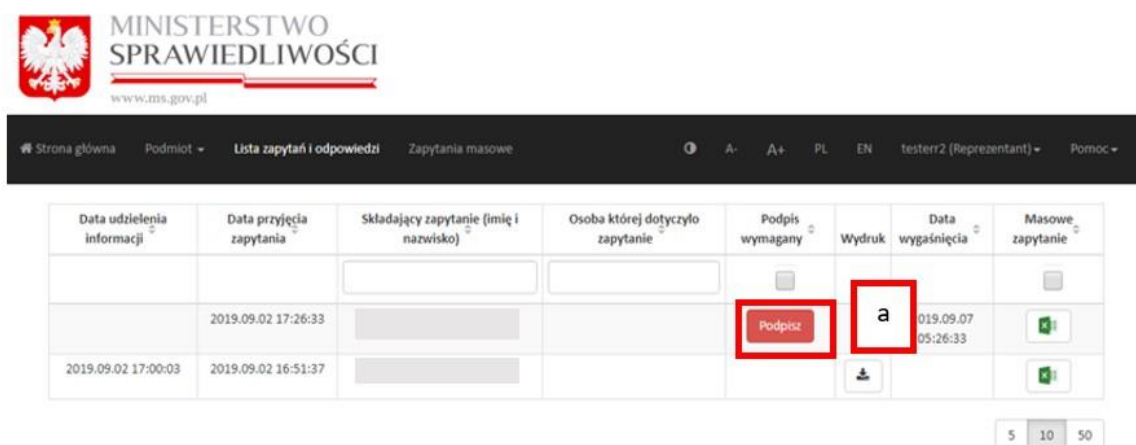 MINISTERSTWO
SPRAWIEDLIWOŚCI
www.ms.gov.pl
Strona główna Podmiot Lista zapytań i odpowiedzi Zapytania masowe A- A+ PL EN testerr2 (Reprezentant) Pomoc
Data udzielenia informacji Data przyjęcia zapytania Składający zapytanie (imię i nazwisko) Osoba której dotyczyło zapytanie Podpis wymagany Wydruk Data wygaśnięcia Masowe zapytanie
2019.09.02 17:26:33 Podpisz a 019.09.07 05:26:33
2019.09.02 17:00:03 2019.09.02 16:51:37
5 10 50